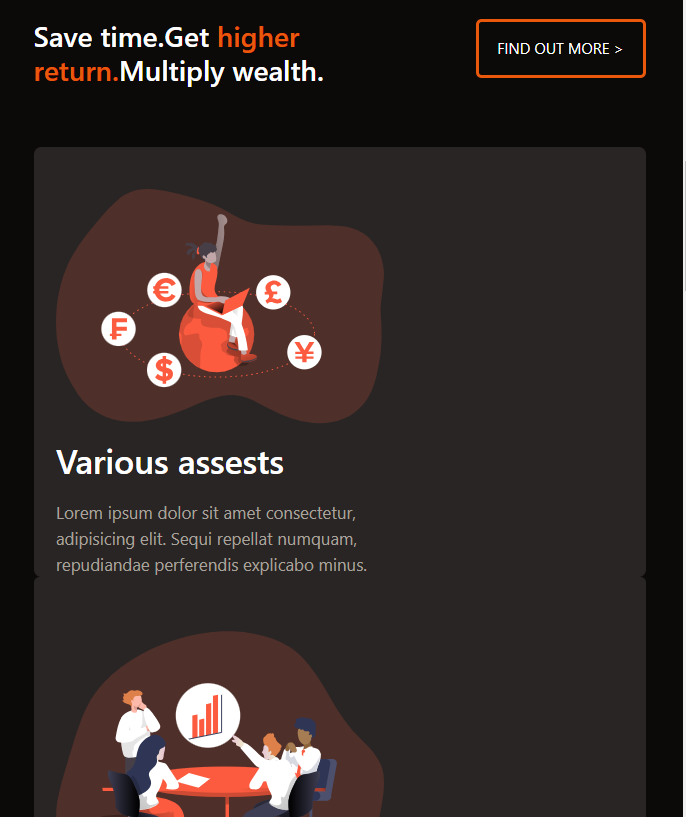 Save time.Get higher
return.Multiply wealth.
FIND OUT MORE >
€
£
₣
¥
$
Various assests
Lorem ipsum dolor sit amet consectetur,
adipisicing elit. Sequi repellat numquam,
repudiandae perferendis explicabo minus.